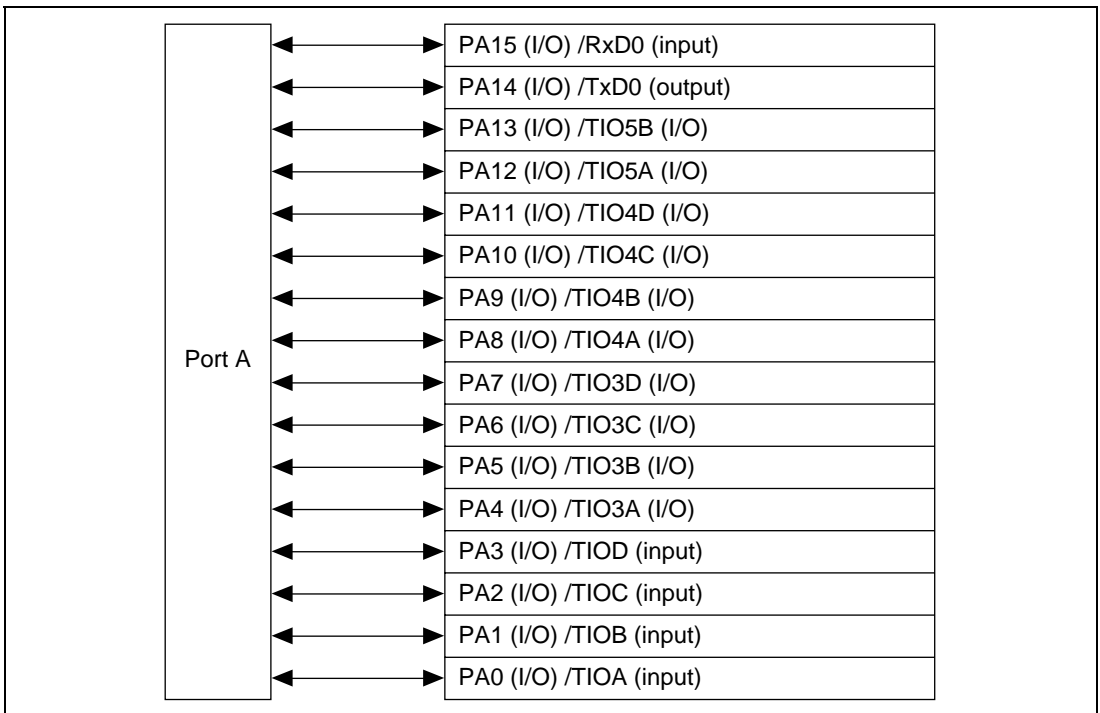 PA15 (I/O) /RxD0 (input)
PA14 (I/O) /TxD0 (output)
PA13 (I/O) /TIO5B (I/O)
PA12 (I/O) /TIO5A (I/O)
PA11 (I/O) /TIO4D (I/O)
PA10 (I/O) /TIO4C (I/O)
PA9 (I/O) /TIO4B (I/O)
PA8 (I/O) /TIO4A (I/O)
Port A
PA7 (I/O) /TIO3D (I/O)
PA6 (I/O) /TIO3C (I/O)
PA5 (I/O) /TIO3B (I/O)
PA4 (I/O) /TIO3A (I/O)
PA3 (I/O) /TIOD (input)
PA2 (I/O) /TIOC (input)
PA1 (I/O) /TIOB (input)
PA0 (I/O) /TIOA (input)